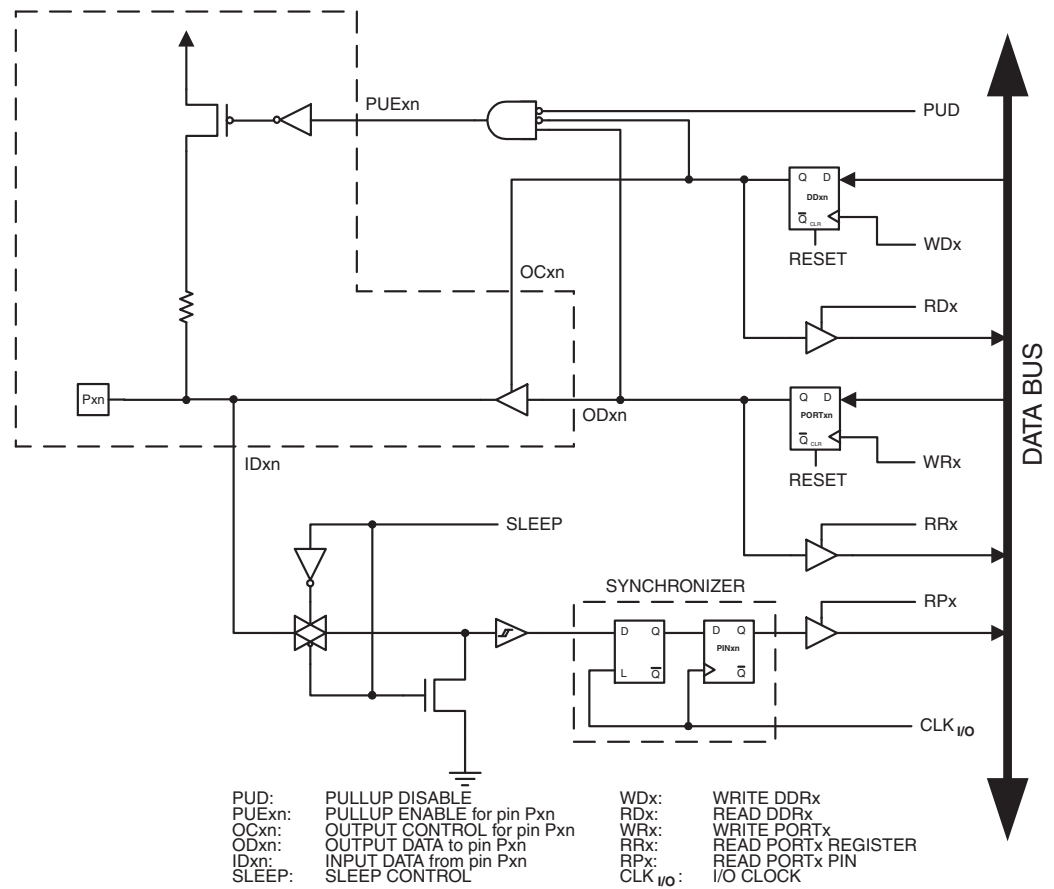 PUExn
PUD
Q D
DDxn
Q CLR
RESET
WDx
OCxn
RDx
Pxn
ODxn
Q D
PORTxn
Q CLR
RESET
WRx
IDxn
SLEEP
RRx
SYNCHRONIZER
RPx
D Q
L Q
D Q
PINxn
Q
CLK I/O
DATA BUS
PUD: PULLUP DISABLE
PUExn: PULLUP ENABLE for pin Pxn
OCxn: OUTPUT CONTROL for pin Pxn
ODxn: OUTPUT DATA to pin Pxn
IDxn: INPUT DATA from pin Pxn
SLEEP: SLEEP CONTROL
WDx: WRITE DDRx
RDx: READ DDRx
WRx: WRITE PORTx
RRx: READ PORTx REGISTER
RPx: READ PORTx PIN
CLK I/O: I/O CLOCK